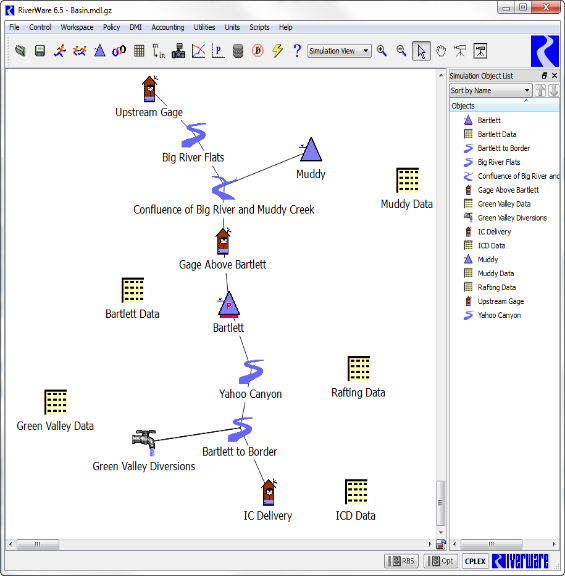 RiverWare 6.5 - Basin.mdl.gz
File Control Workspace Policy DMI Accounting Utilities Units Scripts Help
Simulation View
Simulation Object List
Sort by Name
Objects
Bartlett
Bartlett Data
Bartlett to Border
Big River Flats
Confluence of Big River and
Gage Above Bartlett
Green Valley Data
Green Valley Diversions
IC Delivery
ICD Data
Muddy
Muddy Data
Rafting Data
Upstream Gage
Yahoo Canyon
Upstream Gage
Big River Flats
Muddy
Confluence of Big River and Muddy Creek
Muddy Data
Gage Above Bartlett
Bartlett Data
P
Bartlett
Yahoo Canyon
Rafting Data
Green Valley Data
Bartlett to Border
Green Valley Diversions
IC Delivery
ICD Data
RBS Opt CPLEX Riverware